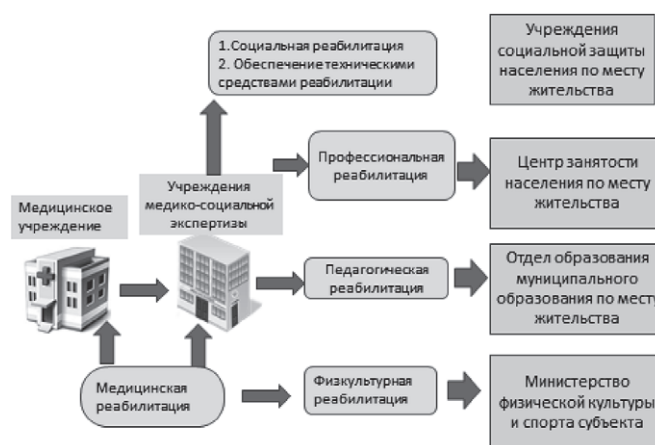 1.Социальная реабилитация
2. Обеспечение техническими
средствами реабилитации
Учреждения
социальной защиты
населения по месту
жительства
Профессиональная
реабилитация
Центр занятости
населения по месту
жительства
Учреждения
медико-социальной
экспертизы
Медицинское
учреждение
Педагогическая
реабилитация
Отдел образования
муниципального
образования по месту
жительства
Медицинская
реабилитация
Физкультурная
реабилитация
Министерство
физической культуры
и спорта субъекта